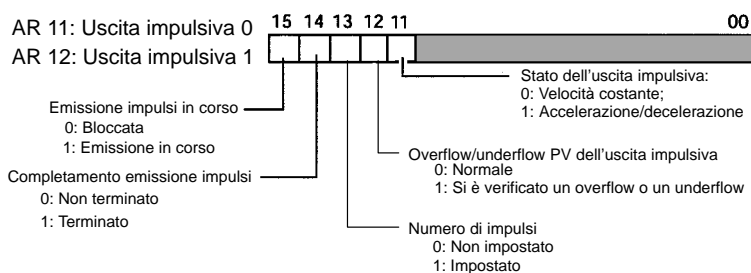 AR 11: Uscita impulsiva 0
AR 12: Uscita impulsiva 1
15 14 13 12 11 00
Stato dell'uscita impulsiva:
0: Velocità costante;
1: Accelerazione/decelerazione
Emissione impulsi in corso
0: Bloccata
1: Emissione in corso
Overflow/underflow PV dell'uscita impulsiva
0: Normale
1: Si è verificato un overflow o un underflow
Completamento emissione impulsi
0: Non terminato
1: Terminato
Numero di impulsi
0: Non impostato
1: Impostato